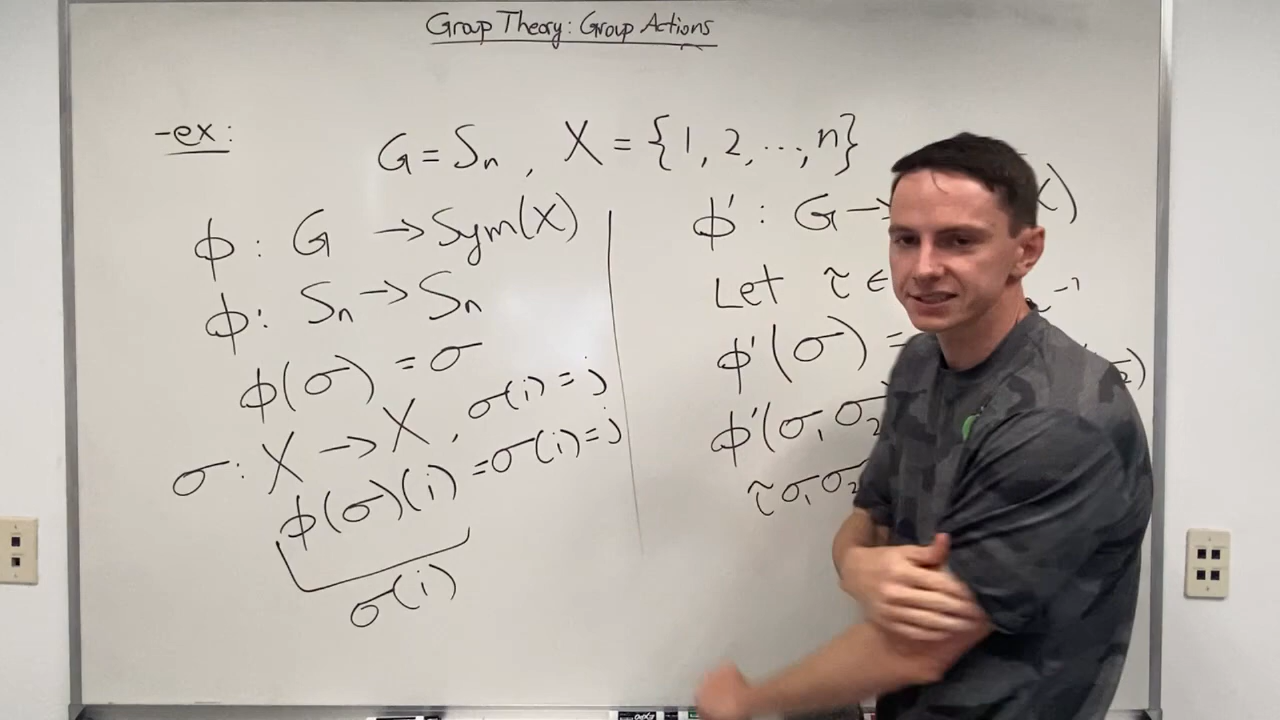 Group Theory: Group Actions
-ex: G = Sₙ, X = {1, 2, ..., n}
ϕ: G → Sym(X)
ϕ: Sₙ → Sₙ
ϕ(σ) = σ
σ: X → X, σ(i) = j
ϕ(σ)(i) = σ(i) = j
σ(i)
ϕ': G → X)
Let τ ∈
ϕ'(σ) =
ϕ'(σ₁σ₂
τσ₁σ₂